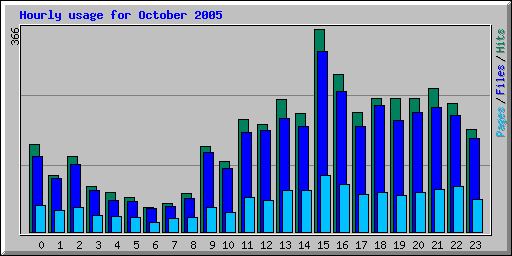 Hourly usage for October 2005
366
Pages / Files / Hits
0 1 2 3 4 5 6 7 8 9 10 11 12 13 14 15 16 17 18 19 20 21 22 23